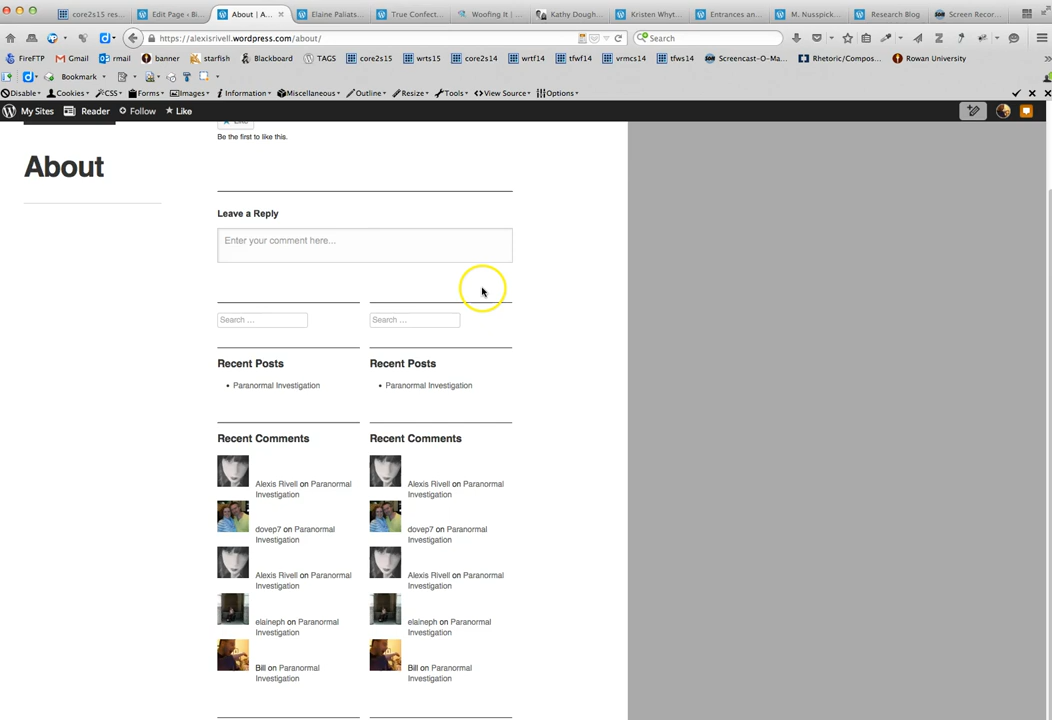 core2s15 res...
Edit Page ‹ Bi...
About | A...
Elaine Paliats...
True Confect...
Woofing It | ...
Kathy Dough...
Kristen Whyt...
Entrances an...
M. Nusspick...
Research Blog
Screen Recor...
https://alexisrivell.wordpress.com/about/
Search
FireFTP
Gmail
rmail
banner
starfish
Blackboard
TAGS
core2s15
wrts15
core2s14
wrtf14
tfwf14
vrmcs14
tfws14
Screencast-O-Ma...
Rhetoric/Compos...
Rowan University
Bookmark
Disable
Cookies
CSS
Forms
Images
Information
Miscellaneous
Outline
Resize
Tools
View Source
Options
My Sites
Reader
Follow
Like
Be the first to like this.
About
Leave a Reply
Enter your comment here...
Search …
Search …
Recent Posts
Recent Posts
• Paranormal Investigation
• Paranormal Investigation
Recent Comments
Recent Comments
Alexis Rivell on Paranormal
Investigation
Alexis Rivell on Paranormal
Investigation
dovep7 on Paranormal
Investigation
dovep7 on Paranormal
Investigation
Alexis Rivell on Paranormal
Investigation
Alexis Rivell on Paranormal
Investigation
elaineph on Paranormal
Investigation
elaineph on Paranormal
Investigation
Bill on Paranormal
Investigation
Bill on Paranormal
Investigation